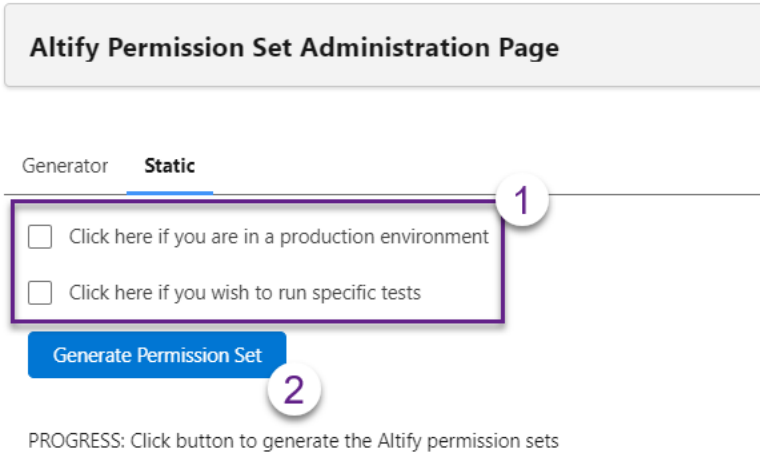 Altify Permission Set Administration Page
Generator Static
1
Click here if you are in a production environment
Click here if you wish to run specific tests
Generate Permission Set
2
PROGRESS: Click button to generate the Altify permission sets